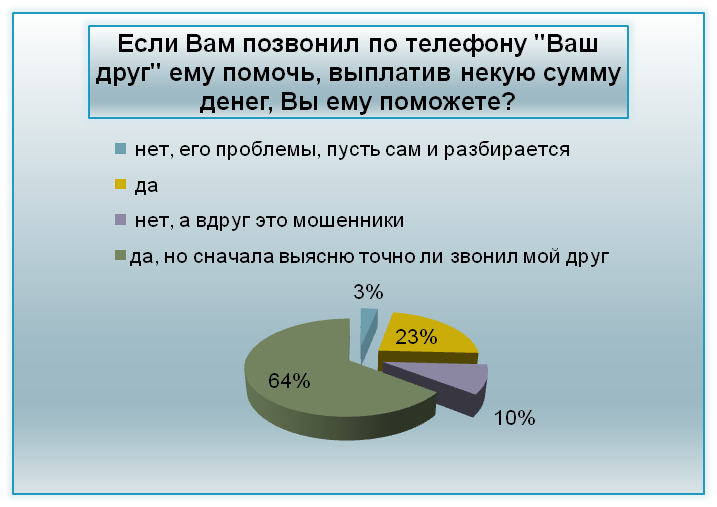 Если Вам позвонил по телефону "Ваш
друг" ему помочь, выплатив некую сумму
денег, Вы ему поможете?
нет, его проблемы, пусть сам и разбирается
да
нет, а вдруг это мошенники
да, но сначала выясню точно ли звонил мой друг
3%
23%
64%
10%